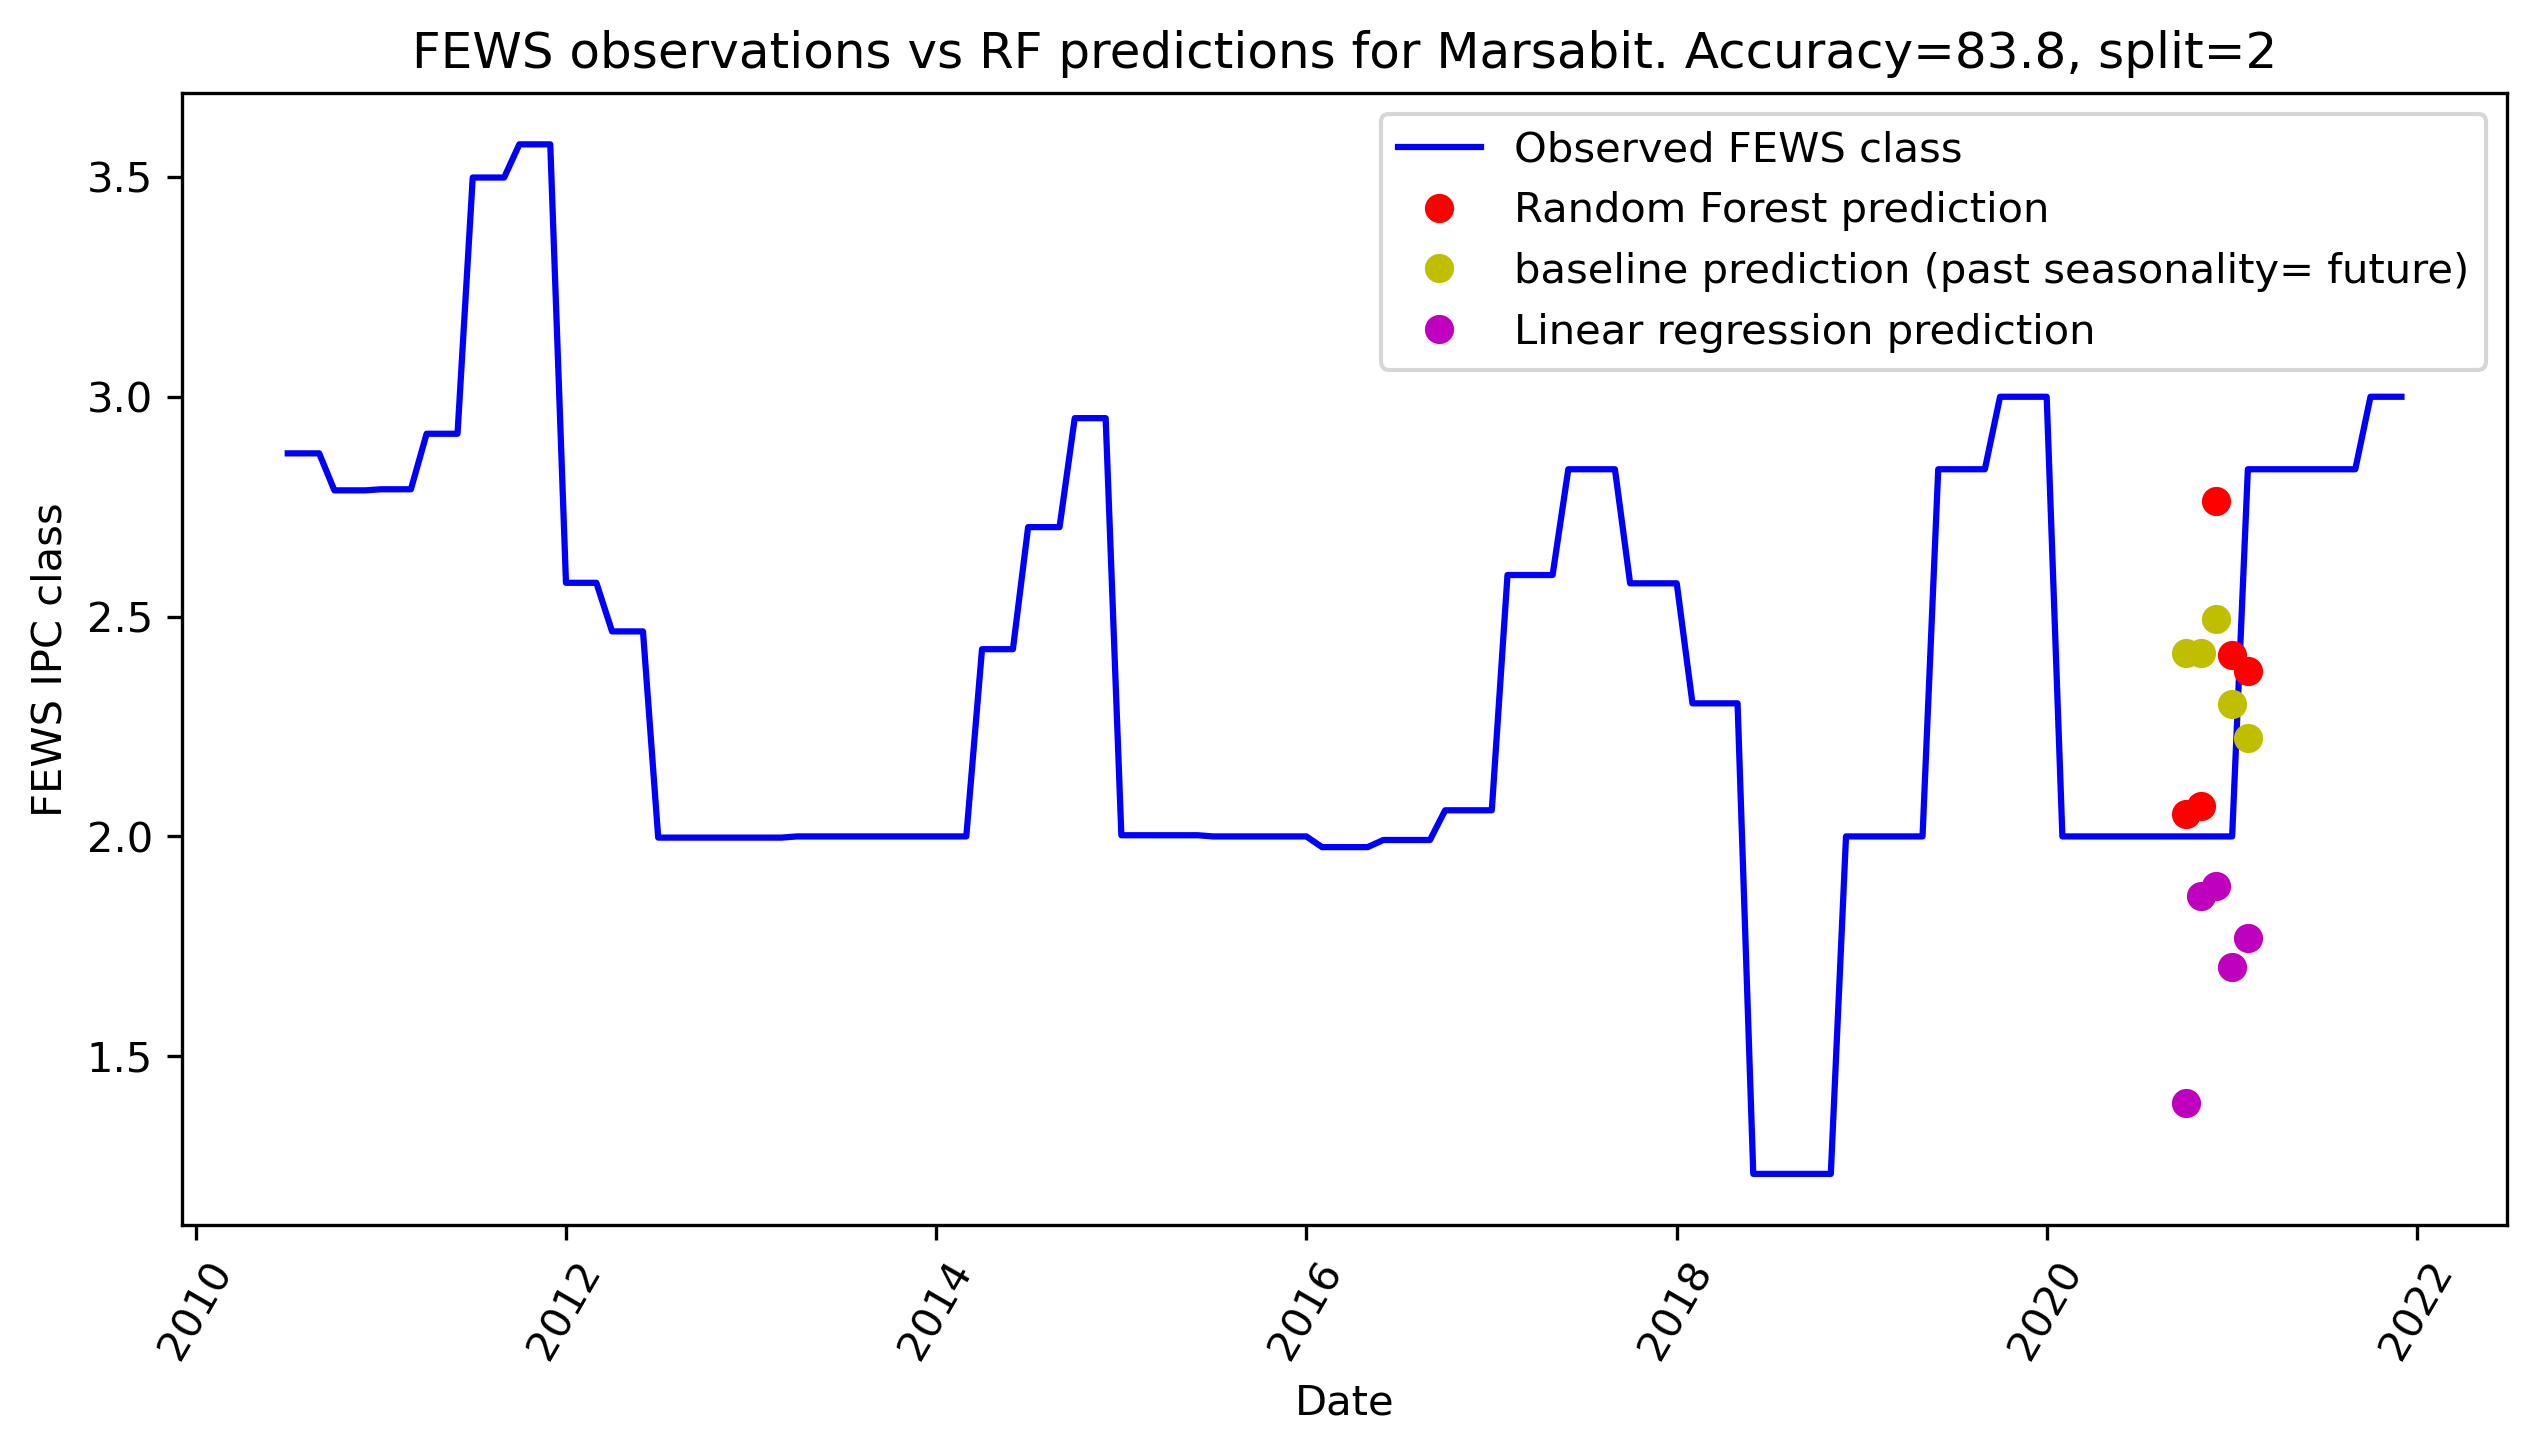 FEWS observations vs RF predictions for Marsabit. Accuracy=83.8, split=2
Observed FEWS class
Random Forest prediction
baseline prediction (past seasonality= future)
Linear regression prediction
FEWS IPC class
3.5
3.0
2.5
2.0
1.5
2010
2012
2014
2016
2018
2020
2022
Date